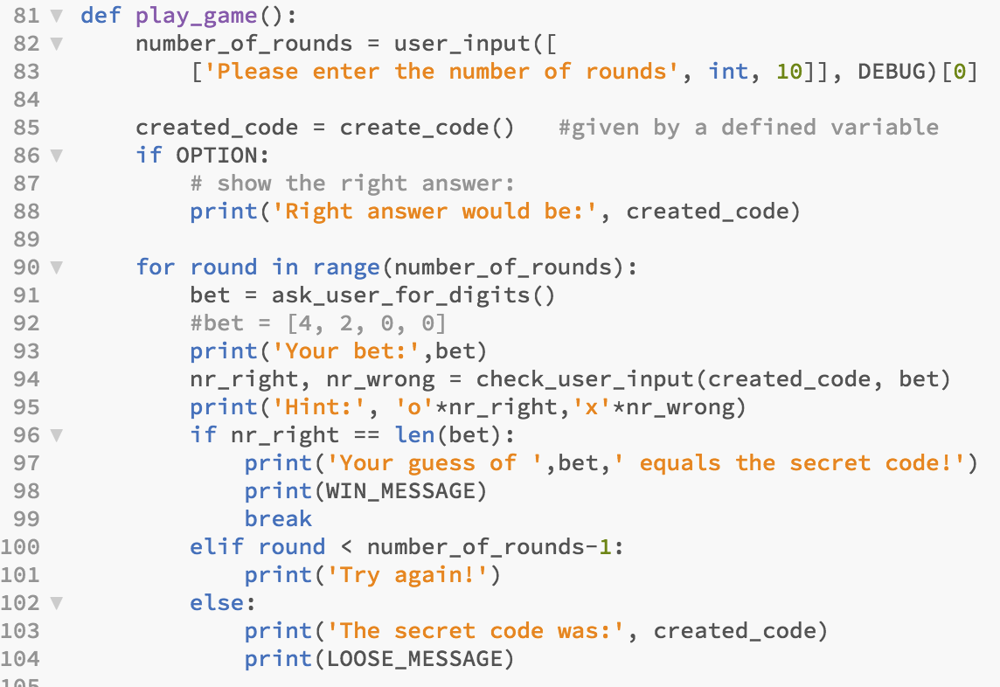 81 ▼ def play_game():
82 ▼     number_of_rounds = user_input([
83             ['Please enter the number of rounds', int, 10]], DEBUG)[0]
84
85         created_code = create_code()   #given by a defined variable
86 ▼     if OPTION:
87             # show the right answer:
88             print('Right answer would be:', created_code)
89
90 ▼     for round in range(number_of_rounds):
91             bet = ask_user_for_digits()
92             #bet = [4, 2, 0, 0]
93             print('Your bet:',bet)
94             nr_right, nr_wrong = check_user_input(created_code, bet)
95             print('Hint:', 'o'*nr_right,'x'*nr_wrong)
96 ▼         if nr_right == len(bet):
97                 print('Your guess of ',bet,' equals the secret code!')
98                 print(WIN_MESSAGE)
99                 break
100            elif round < number_of_rounds-1:
101                print('Try again!')
102 ▼        else:
103                print('The secret code was:', created_code)
104                print(LOOSE_MESSAGE)
105